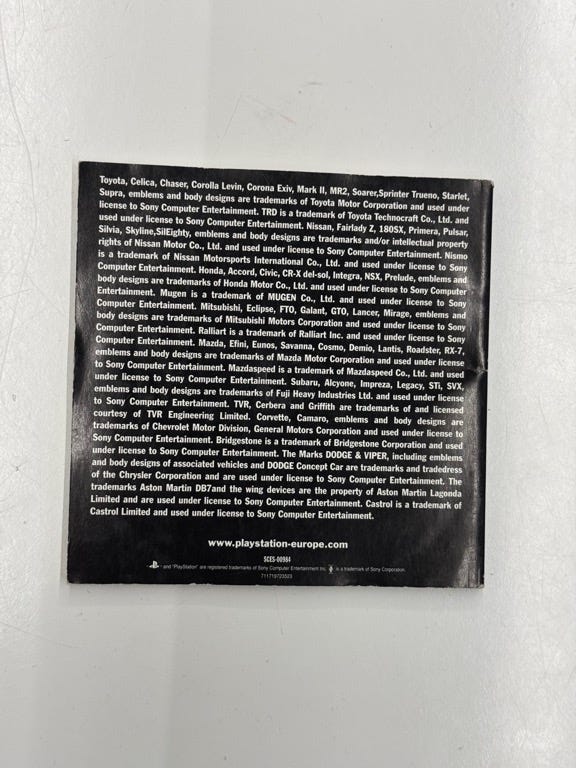 Toyota, Celica, Chaser, Corolla Levin, Corona Exiv, Mark II, MR2, Soarer,Sprinter Trueno, Starlet,
Supra, emblems and body designs are trademarks of Toyota Motor Corporation and used under
license to Sony Computer Entertainment. TRD is a trademark of Toyota Technocraft Co., Ltd. and
used under license to Sony Computer Entertainment. Nissan, Fairlady Z, 180SX, Primera, Pulsar,
Silvia, Skyline,SilEighty, emblems and body designs are trademarks and/or intellectual property
rights of Nissan Motor Co., Ltd. and used under license to Sony Computer Entertainment. Nismo
is a trademark of Nissan Motorsports International Co., Ltd. and used under license to Sony
Computer Entertainment. Honda, Accord, Civic, CR-X del-sol, Integra, NSX, Prelude, emblems and
body designs are trademarks of Honda Motor Co., Ltd. and used under license to Sony Computer
Entertainment. Mugen is a trademark of MUGEN Co., Ltd. and used under license to Sony
Computer Entertainment. Mitsubishi, Eclipse, FTO, Galant, GTO, Lancer, Mirage, emblems and
body designs are trademarks of Mitsubishi Motors Corporation and used under license to Sony
Computer Entertainment. Ralliart is a trademark of Ralliart Inc. and used under license to Sony
Computer Entertainment. Mazda, Efini, Eunos, Savanna, Cosmo, Demio, Lantis, Roadster, RX-7,
emblems and body designs are trademarks of Mazda Motor Corporation and used under license
to Sony Computer Entertainment. Mazdaspeed is a trademark of Mazdaspeed Co., Ltd. and used
under license to Sony Computer Entertainment. Subaru, Alcyone, Impreza, Legacy, STi, SVX,
emblems and body designs are trademarks of Fuji Heavy Industries Ltd. and used under license
to Sony Computer Entertainment. TVR, Cerbera and Griffith are trademarks of and licensed
courtesy of TVR Engineering Limited. Corvette, Camaro, emblems and body designs are
trademarks of Chevrolet Motor Division, General Motors Corporation and used under license to
Sony Computer Entertainment. Bridgestone is a trademark of Bridgestone Corporation and used
under license to Sony Computer Entertainment. The Marks DODGE & VIPER, including emblems
and body designs of associated vehicles and DODGE Concept Car are trademarks and tradedress
of the Chrysler Corporation and are used under license to Sony Computer Entertainment. The
trademarks Aston Martin DB7and the wing devices are the property of Aston Martin Lagonda
Limited and are used under license to Sony Computer Entertainment. Castrol is a trademark of
Castrol Limited and used under license to Sony Computer Entertainment.
www.playstation-europe.com
SCES-00984
and "PlayStation" are registered trademarks of Sony Computer Entertainment Inc. is a trademark of Sony Corporation.
711719723523